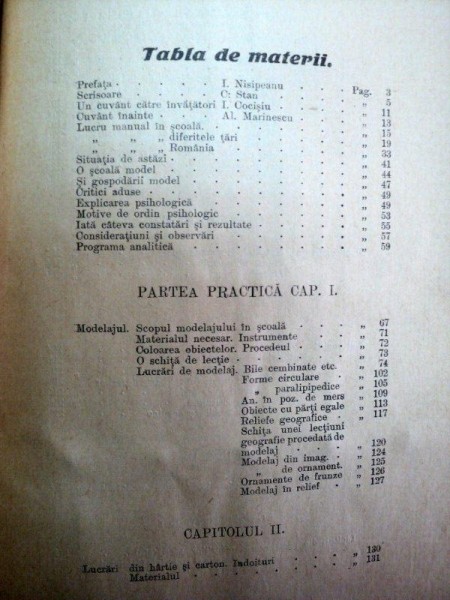 Tabla de materii.
Prefaţa · · · · · I. Nisipeanu · · · Pag. 3
Scrisoare · · · · C. Stan · · · · „ 5
Un cuvânt către învăţători I. Cocişiu · · · „ 11
Cuvânt înainte · · · Al. Marinescu · · „ 13
Lucru manual în şcoală. · · · · · „ 15
„ „ „ diferitele ţări · · · „ 19
„ „ „ România · · · · „ 33
Situaţia de astăzi · · · · · · „ 41
O şcoală model · · · · · · „ 44
Şi gospodării model · · · · · „ 47
Critici aduse · · · · · · „ 49
Explicarea psihologică · · · · · „ 49
Motive de ordin psihologic · · · · „ 53
Iată câteva constatări şi rezultate · · · „ 55
Consideraţiuni şi observări · · · · „ 57
Programa analitică · · · · · „ 59
PARTEA PRACTICĂ CAP. I.
Modelajul. Scopul modelajului în şcoală · · · „ 67
Materialul necesar. Instrumente · · „ 71
Coloarea obiectelor. Procedeul · · · „ 72
O schiţă de lecţie · · · · · „ 73
Lucrări de modelaj. Bile combinate etc. · „ 74
Forme circulare · · „ 102
„ paralipipedice „ 105
An. în poz. de mers „ 109
Obiecte cu părţi egale „ 113
Reliefe geografice · „ 117
Schiţa unei lecţiuni
geografie procedată de
modelaj · · · · „ 120
Modelaj din imag. · „ 124
„ de ornament. „ 125
Ornamente de frunze „ 126
Modelaj în relief · „ 127
CAPITOLUL II.
Lucrări din hârtie şi carton. Indoituri · · · „ 130
Materialul · · · · · · „ 131